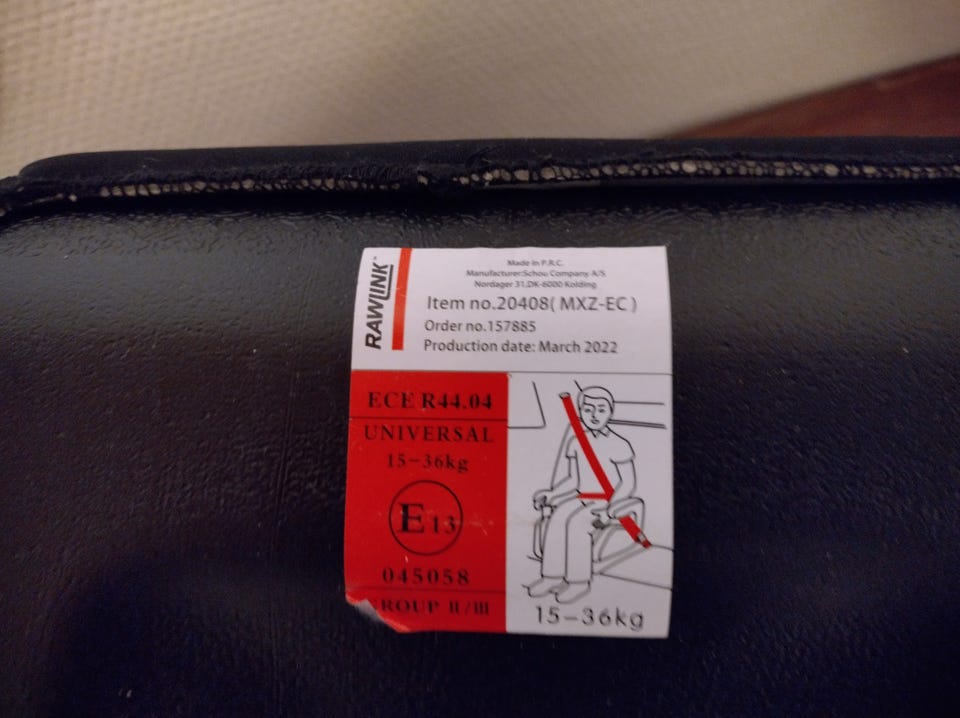 RAWLINK™
Made in P.R.C.
Manufacturer:Schou Company A/S
Nordager 31,DK-6000 Kolding
Item no.20408( MXZ-EC )
Order no.157885
Production date: March 2022
ECE R44.04
UNIVERSAL
15-36kg
E13
045058
ROUP II/III
15-36kg